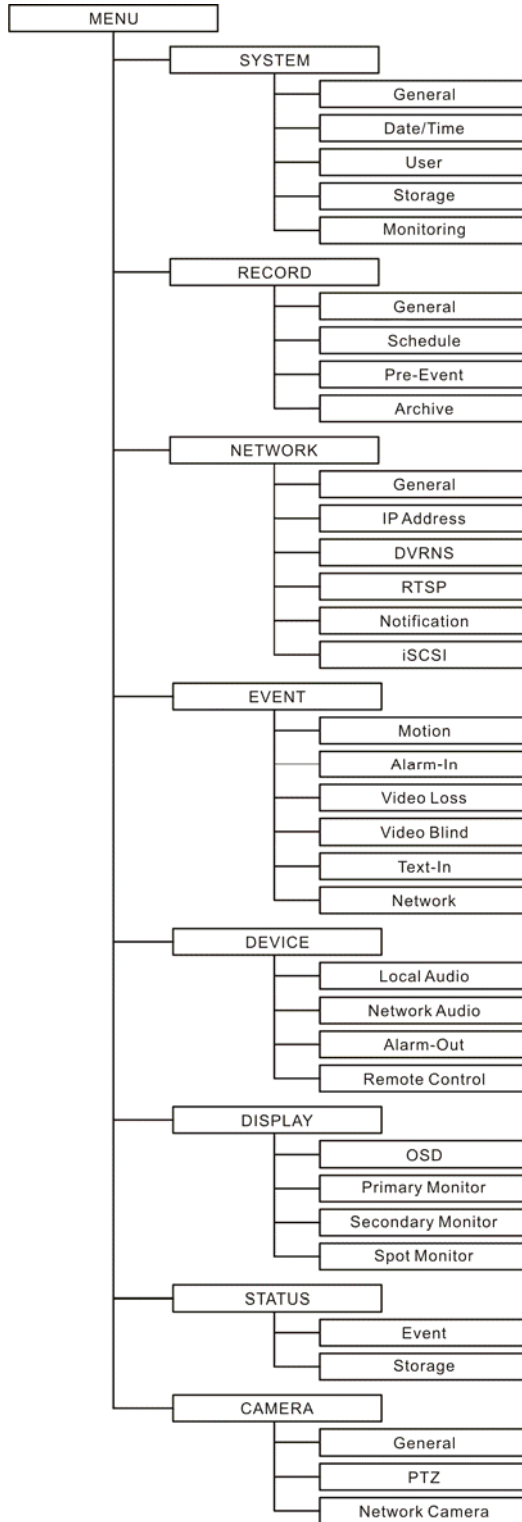 MENU
SYSTEM
General
Date/Time
User
Storage
Monitoring
RECORD
General
Schedule
Pre-Event
Archive
NETWORK
General
IP Address
DVRNS
RTSP
Notification
iSCSI
EVENT
Motion
Alarm-In
Video Loss
Video Blind
Text-In
Network
DEVICE
Local Audio
Network Audio
Alarm-Out
Remote Control
DISPLAY
OSD
Primary Monitor
Secondary Monitor
Spot Monitor
STATUS
Event
Storage
CAMERA
General
PTZ
Network Camera